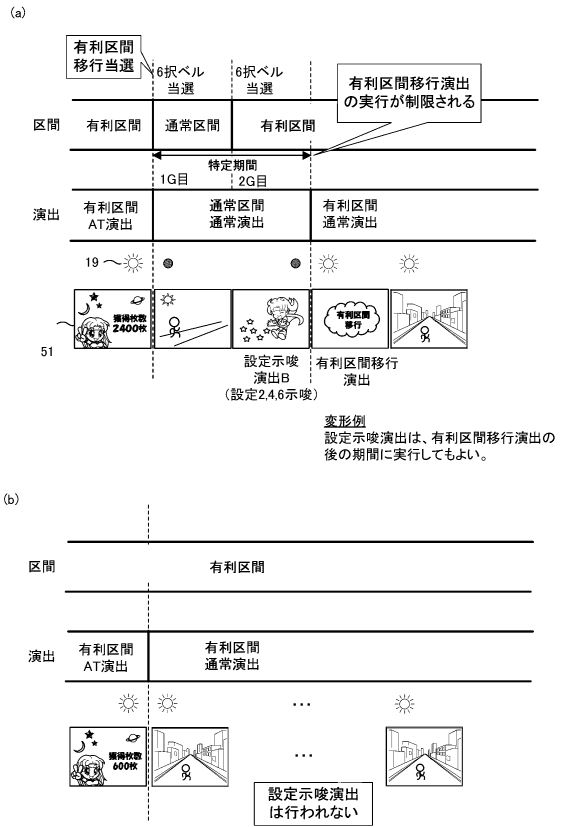 (a)
有利区間
移行当選
6択ベル
当選
6択ベル
当選
有利区間移行演出
の実行が制限される
区間
有利区間
通常区間
有利区間
特定期間
1G目
2G目
演出
有利区間
AT演出
通常区間
通常演出
有利区間
通常演出
19
獲得枚数
2400枚
有利区間
移行
51
設定示唆
演出B
(設定2,4,6示唆)
有利区間移行
演出
変形例
設定示唆演出は、有利区間移行演出の
後の期間に実行してもよい。
(b)
区間
有利区間
演出
有利区間
AT演出
有利区間
通常演出
…
獲得枚数
600枚
…
設定示唆演出
は行われない